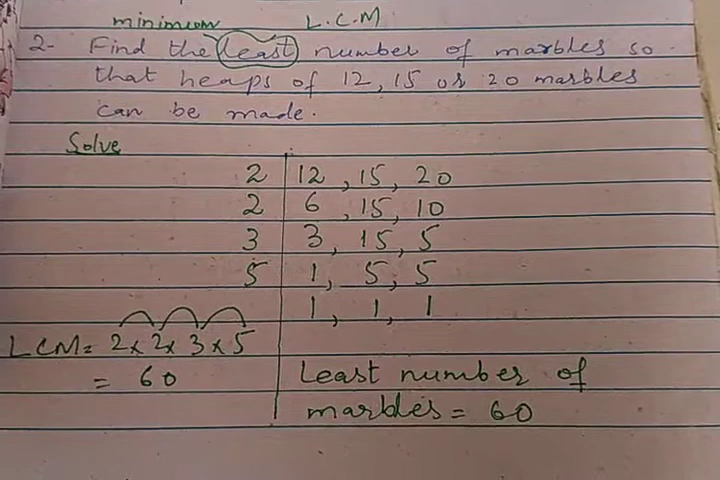 minimum L.C.M
2- Find the least number of marbles so
that heaps of 12, 15 or 20 marbles
can be made.
Solve
2 | 12, 15, 20
2 | 6, 15, 10
3 | 3, 15, 5
5 | 1, 5, 5
1, 1, 1
LCM = 2 x 2 x 3 x 5
= 60
Least number of
marbles = 60